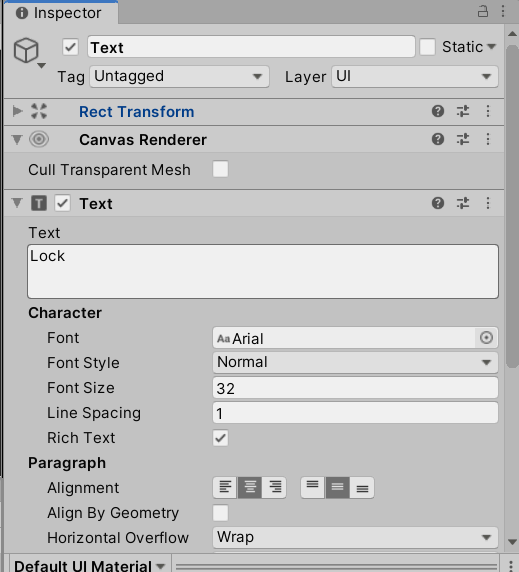 Inspector
Text
Static
Tag Untagged Layer UI
Rect Transform
Canvas Renderer
Cull Transparent Mesh
Text
Text
Lock
Character
Font Aa Arial
Font Style Normal
Font Size 32
Line Spacing 1
Rich Text
Paragraph
Alignment
Align By Geometry
Horizontal Overflow Wrap
Default UI Material